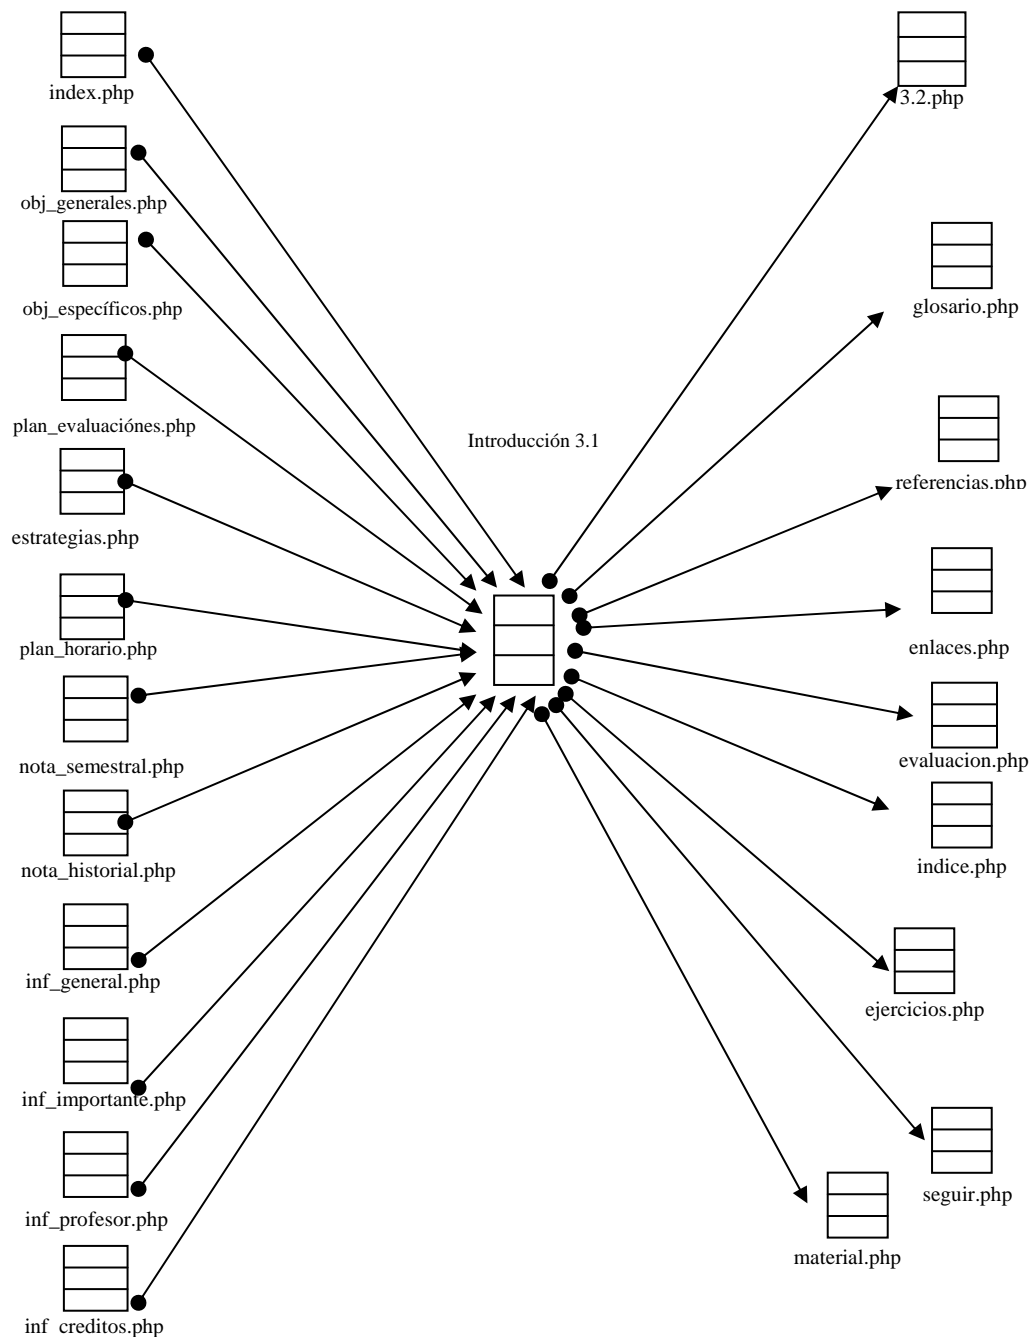 index.php
obj_generales.php
obj_específicos.php
plan_evaluaciónes.php
estrategias.php
plan_horario.php
nota_semestral.php
nota_historial.php
inf_general.php
inf_importante.php
inf_profesor.php
inf_creditos.php
Introducción 3.1
3.2.php
glosario.php
referencias.php
enlaces.php
evaluacion.php
indice.php
ejercicios.php
seguir.php
material.php